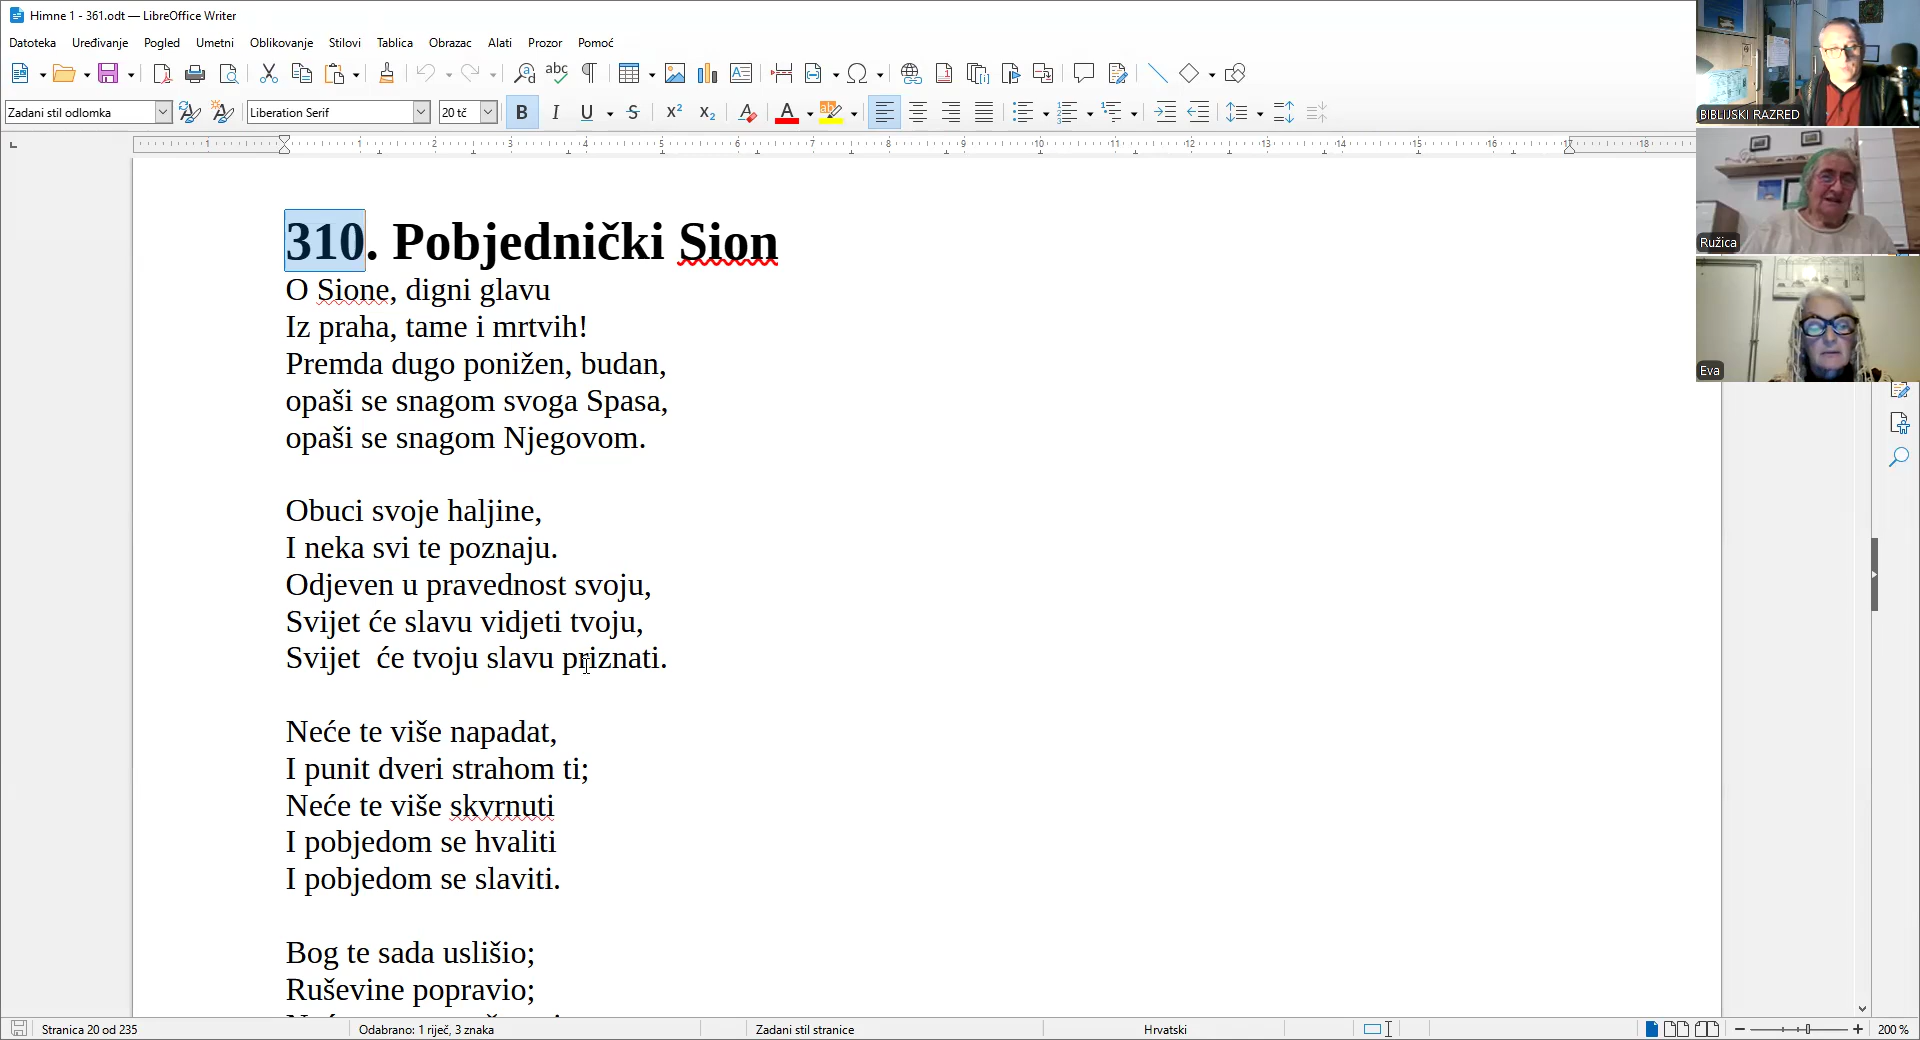 Himne 1 - 361.odt — LibreOffice Writer
Datoteka Uređivanje Pogled Umetni Oblikovanje Stilovi Tablica Obrazac Alati Prozor Pomoć
Zadani stil odlomka Liberation Serif 20 tč
310. Pobjednički Sion
O Sione, digni glavu
Iz praha, tame i mrtvih!
Premda dugo ponižen, budan,
opaši se snagom svoga Spasa,
opaši se snagom Njegovom.
Obuci svoje haljine,
I neka svi te poznaju.
Odjeven u pravednost svoju,
Svijet će slavu vidjeti tvoju,
Svijet  će tvoju slavu priznati.
Neće te više napadat,
I punit dveri strahom ti;
Neće te više skvrnuti
I pobjedom se hvaliti
I pobjedom se slaviti.
Bog te sada uslišio;
Ruševine popravio;
BIBLIJSKI RAZRED
Ružica
Eva
Stranica 20 od 235 Odabrano: 1 riječ, 3 znaka Zadani stil stranice Hrvatski 200 %